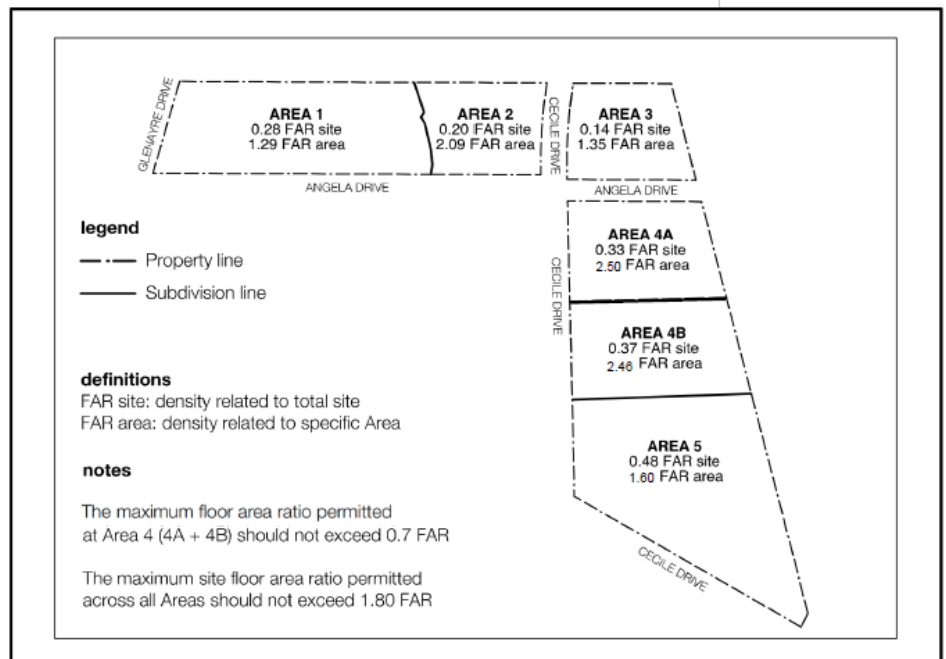 GLENAYRE DRIVE
AREA 1
0.28 FAR site
1.29 FAR area
AREA 2
0.20 FAR site
2.09 FAR area
CECILE DRIVE
AREA 3
0.14 FAR site
1.35 FAR area
ANGELA DRIVE
ANGELA DRIVE
legend
Property line
Subdivision line
CECILE DRIVE
AREA 4A
0.33 FAR site
2.50 FAR area
AREA 4B
0.37 FAR site
2.46 FAR area
definitions
FAR site: density related to total site
FAR area: density related to specific Area
AREA 5
0.48 FAR site
1.60 FAR area
notes
The maximum floor area ratio permitted
at Area 4 (4A + 4B) should not exceed 0.7 FAR
The maximum site floor area ratio permitted
across all Areas should not exceed 1.80 FAR
CECILE DRIVE